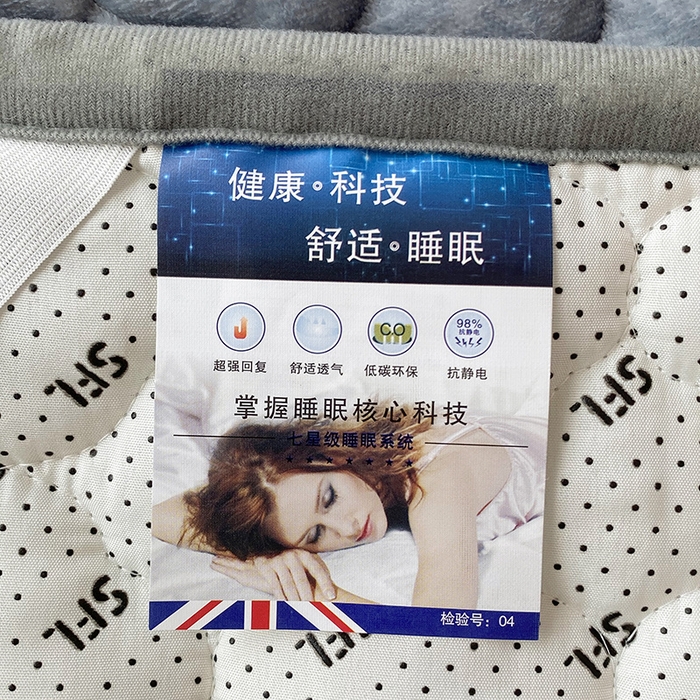 健康。科技
舒适。睡眠
98%
抗静电
CO
超强回复
舒适透气
低碳环保
抗静电
掌握睡眠核心科技
七星级睡眠系统
★★★★★★★
检验号：04
SFL
SFL
SFL
SFL
SFL
SFL